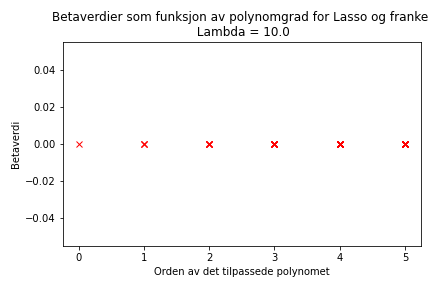 Betaverdier som funksjon av polynomgrad for Lasso og franke
Lambda = 10.0
0.04
0.02
0.00
−0.02
−0.04
Betaverdi
0 1 2 3 4 5
Orden av det tilpassede polynomet